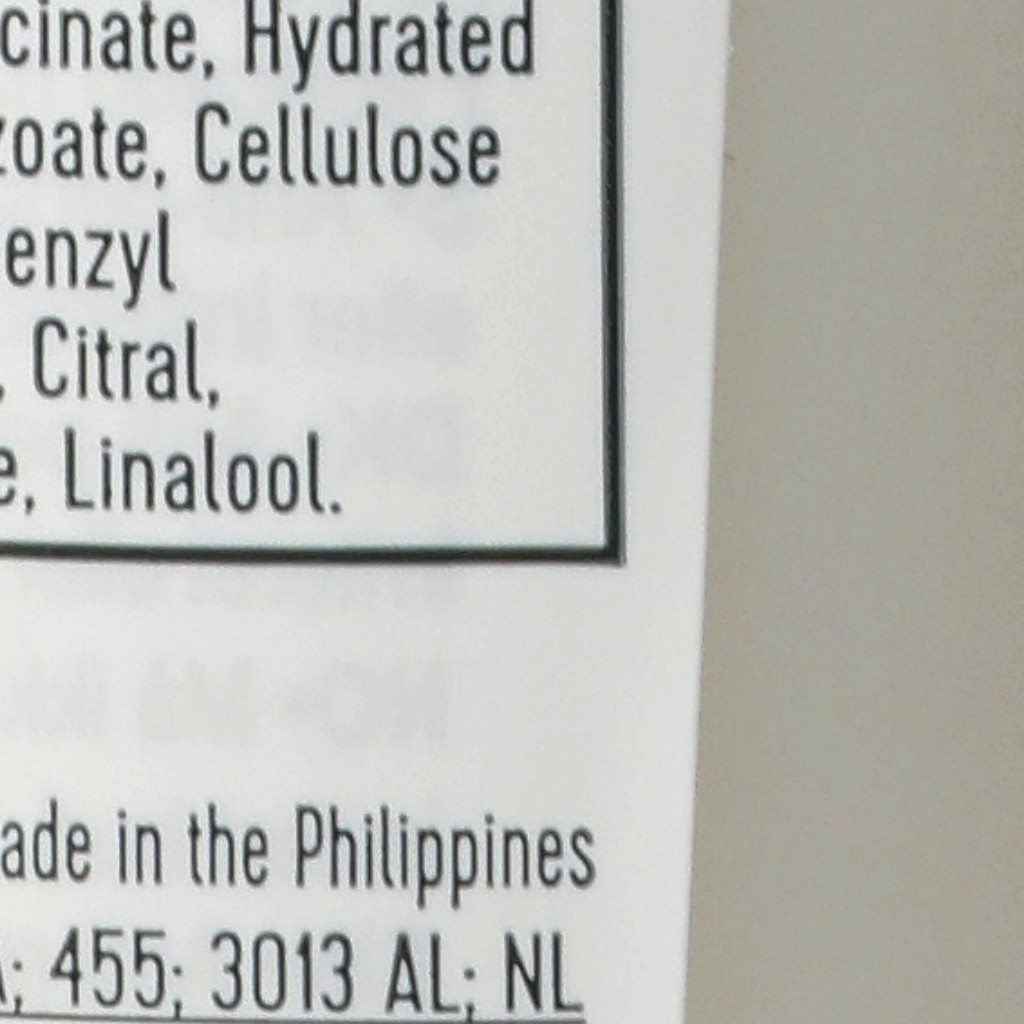 cinate, Hydrated
zoate, Cellulose
enzyl
, Citral,
e, Linalool.
ade in the Philippines
; 455; 3013 AL; NL